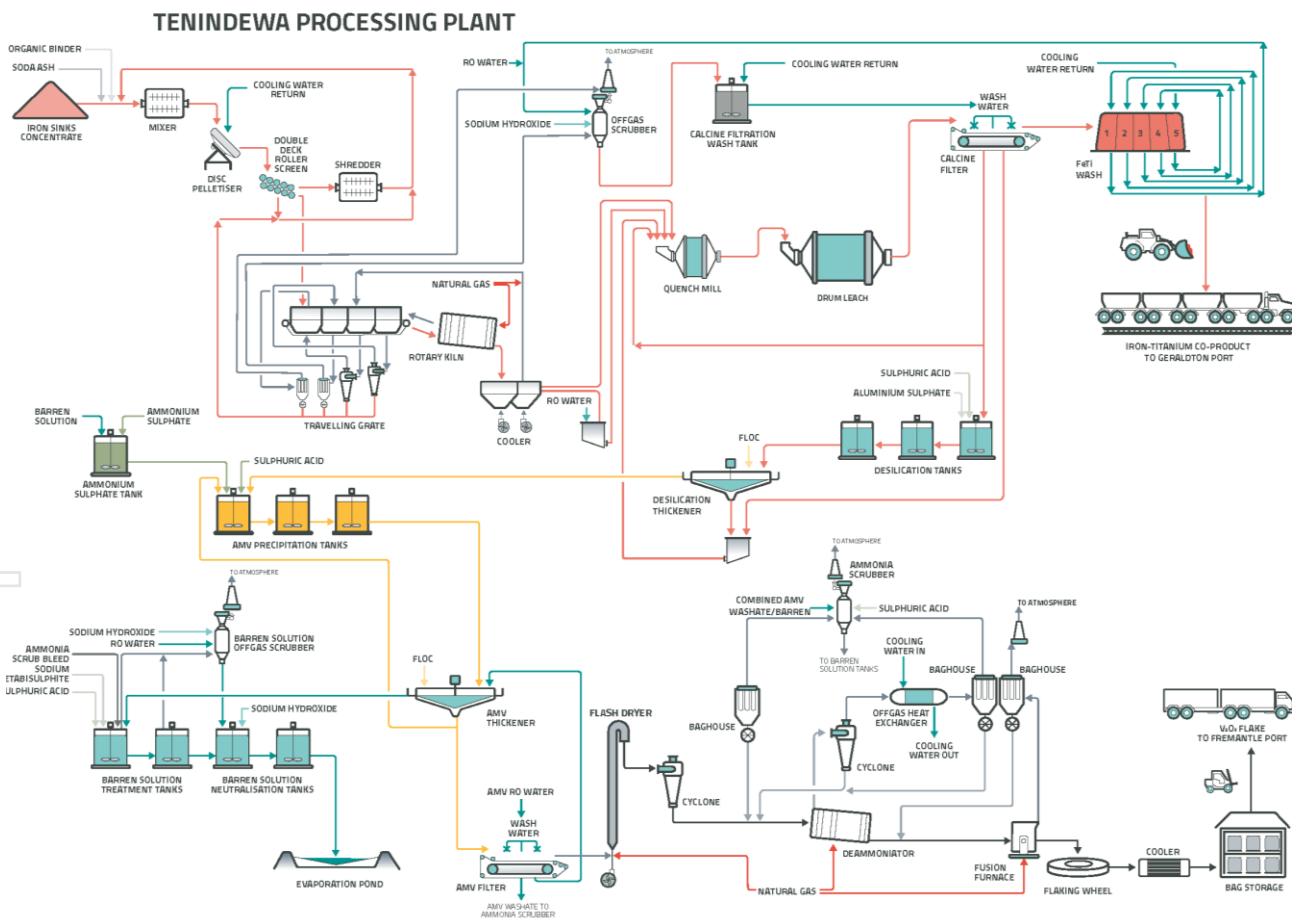 TENINDEWA PROCESSING PLANT
ORGANIC BINDER
SODA ASH
IRON SINKS
CONCENTRATE
MIXER
COOLING WATER
RETURN
DISC
PELLETISER
DOUBLE
DECK
ROLLER
SCREEN
SHREDDER
TO ATMOSPHERE
RO WATER
SODIUM HYDROXIDE
OFFGAS
SCRUBBER
COOLING WATER RETURN
CALCINE FILTRATION
WASH TANK
WASH
WATER
CALCINE
FILTER
COOLING
WATER RETURN
1 2 3 4 5
FeTi
WASH
NATURAL GAS
ROTARY KILN
TRAVELLING GRATE
COOLER
RO WATER
QUENCH MILL
DRUM LEACH
IRON-TITANIUM CO-PRODUCT
TO GERALDTON PORT
SULPHURIC ACID
ALUMINIUM SULPHATE
DESILICATION TANKS
FLOC
DESILICATION
THICKENER
BARREN
SOLUTION
AMMONIUM
SULPHATE
AMMONIUM
SULPHATE TANK
SULPHURIC ACID
AMV PRECIPITATION TANKS
TO ATMOSPHERE
SODIUM HYDROXIDE
RO WATER
BARREN SOLUTION
OFFGAS SCRUBBER
AMMONIA
SCRUB BLEED
SODIUM
ETABISULPHITE
ULPHURIC ACID
SODIUM HYDROXIDE
BARREN SOLUTION
TREATMENT TANKS
BARREN SOLUTION
NEUTRALISATION TANKS
EVAPORATION POND
FLOC
AMV
THICKENER
AMV RO WATER
WASH
WATER
AMV FILTER
AMV WASHATE TO
AMMONIA SCRUBBER
FLASH DRYER
CYCLONE
BAGHOUSE
TO ATMOSPHERE
AMMONIA
SCRUBBER
COMBINED AMV
WASHATE/BARREN
SULPHURIC ACID
TO BARREN
SOLUTION TANKS
COOLING
WATER IN
OFFGAS HEAT
EXCHANGER
COOLING
WATER OUT
CYCLONE
BAGHOUSE
BAGHOUSE
TO ATMOSPHERE
DEAMMONIATOR
NATURAL GAS
FUSION
FURNACE
FLAKING WHEEL
COOLER
BAG STORAGE
V₂O₅ FLAKE
TO FREMANTLE PORT